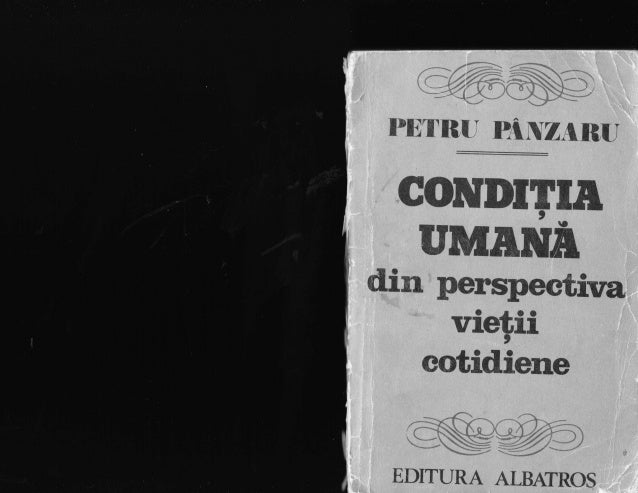 PETRU PÂNZARU
CONDIȚIA
UMANĂ
din perspectiva
vieții
cotidiene
EDITURA ALBATROS